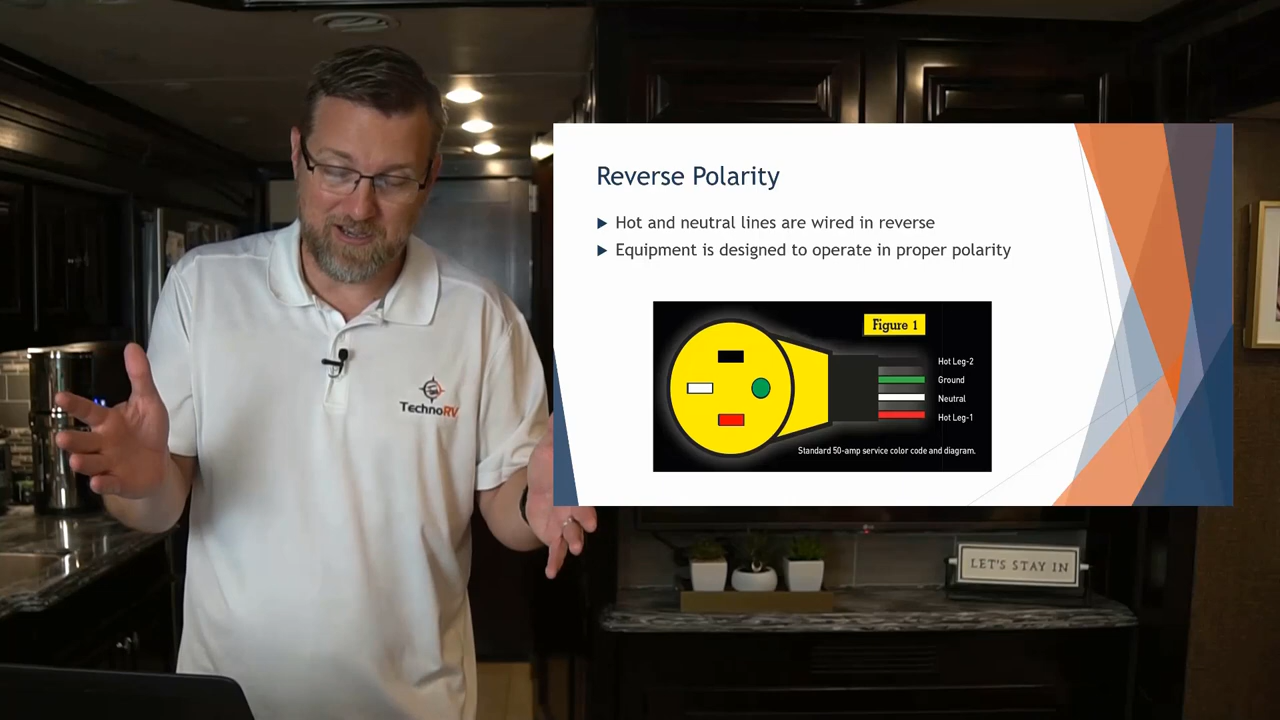 TechnoRV
Reverse Polarity
Hot and neutral lines are wired in reverse
Equipment is designed to operate in proper polarity
Figure 1
Hot Leg-2
Ground
Neutral
Hot Leg-1
Standard 50-amp service color code and diagram.
LET'S STAY IN